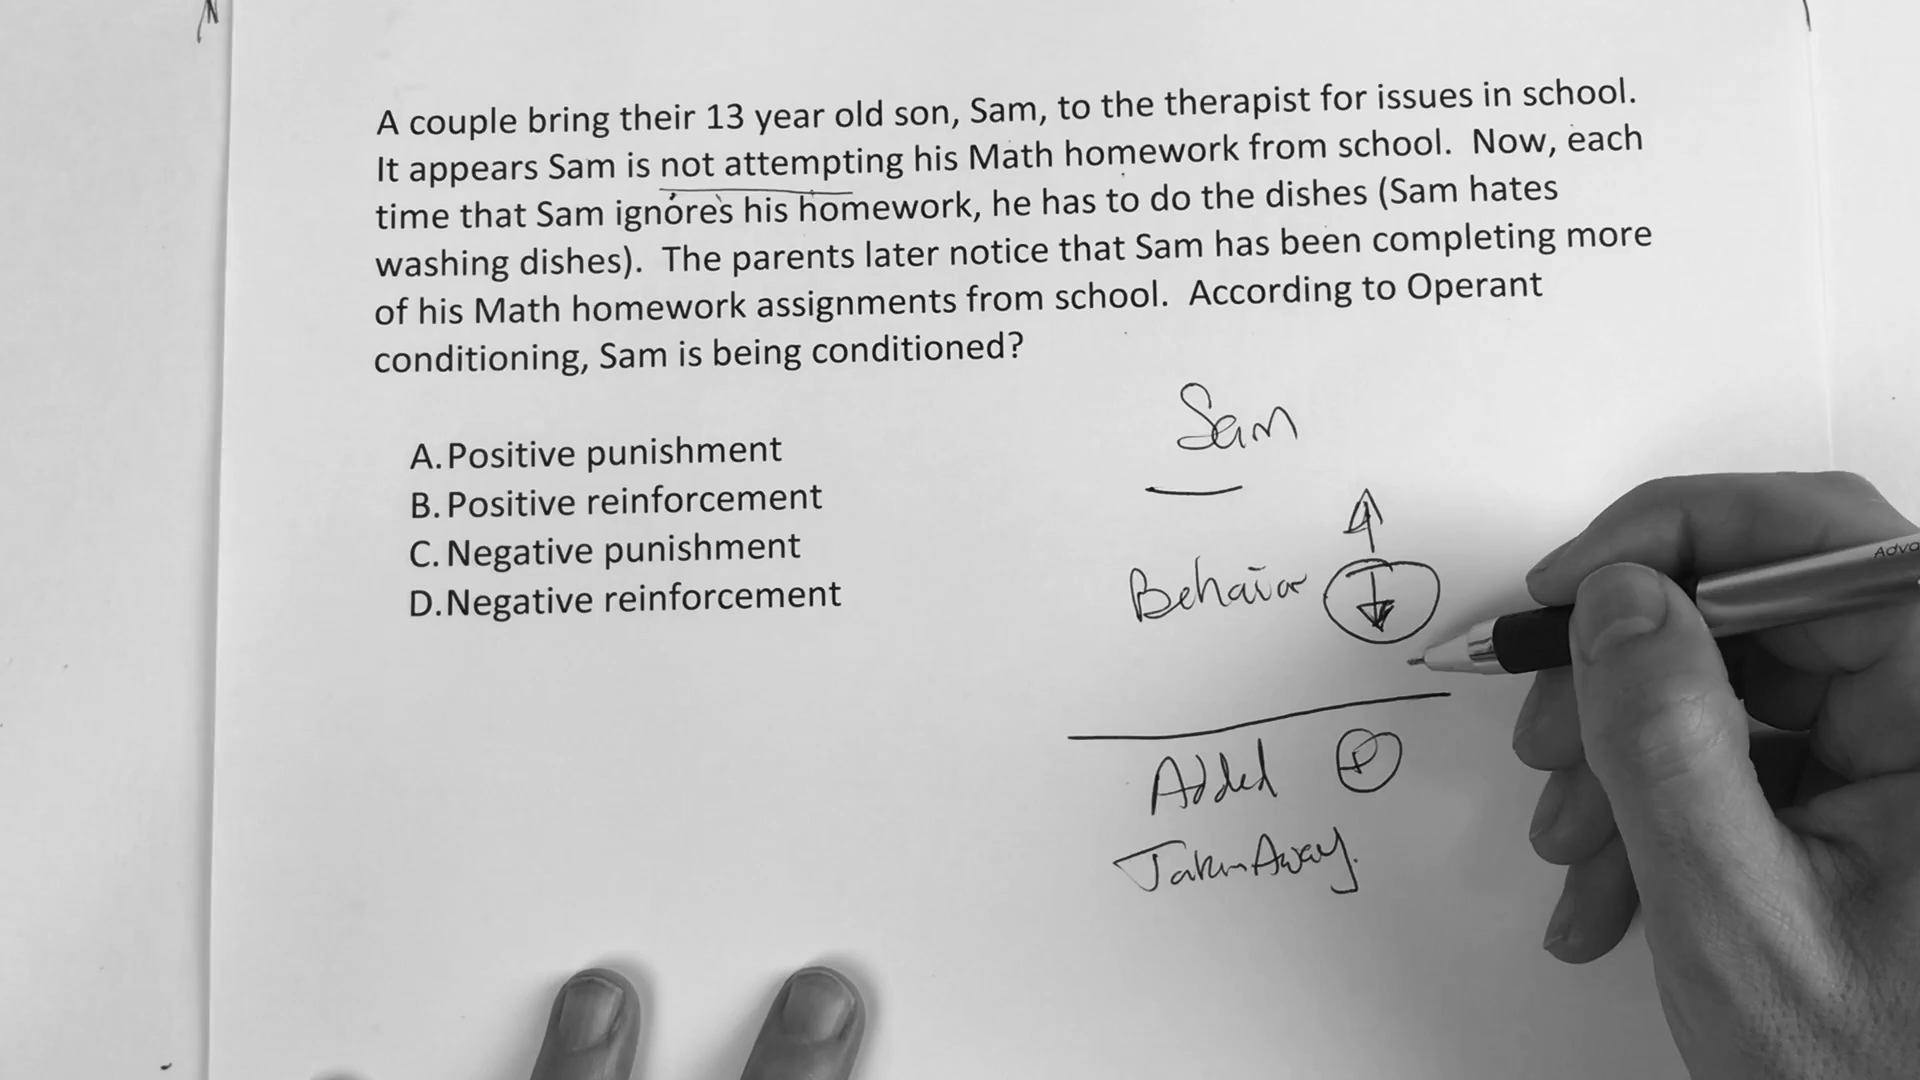 A couple bring their 13 year old son, Sam, to the therapist for issues in school.
It appears Sam is not attempting his Math homework from school. Now, each
time that Sam ignores his homework, he has to do the dishes (Sam hates
washing dishes). The parents later notice that Sam has been completing more
of his Math homework assignments from school. According to Operant
conditioning, Sam is being conditioned?
A. Positive punishment
B. Positive reinforcement
C. Negative punishment
D. Negative reinforcement
Sam
Behavior
Added +
Taken Away.
Adva